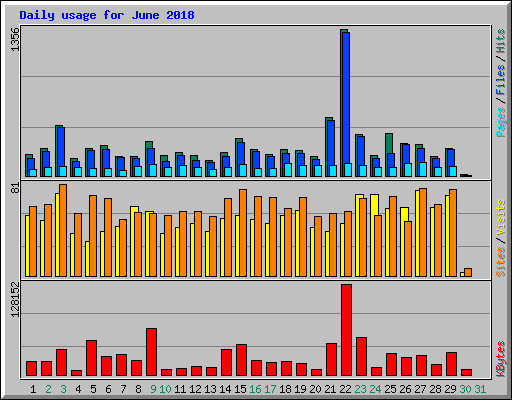 Daily usage for June 2018
1356
Pages / Files / Hits
81
Sites / Visits
128152
KBytes
1 2 3 4 5 6 7 8 9 10 11 12 13 14 15 16 17 18 19 20 21 22 23 24 25 26 27 28 29 30 31